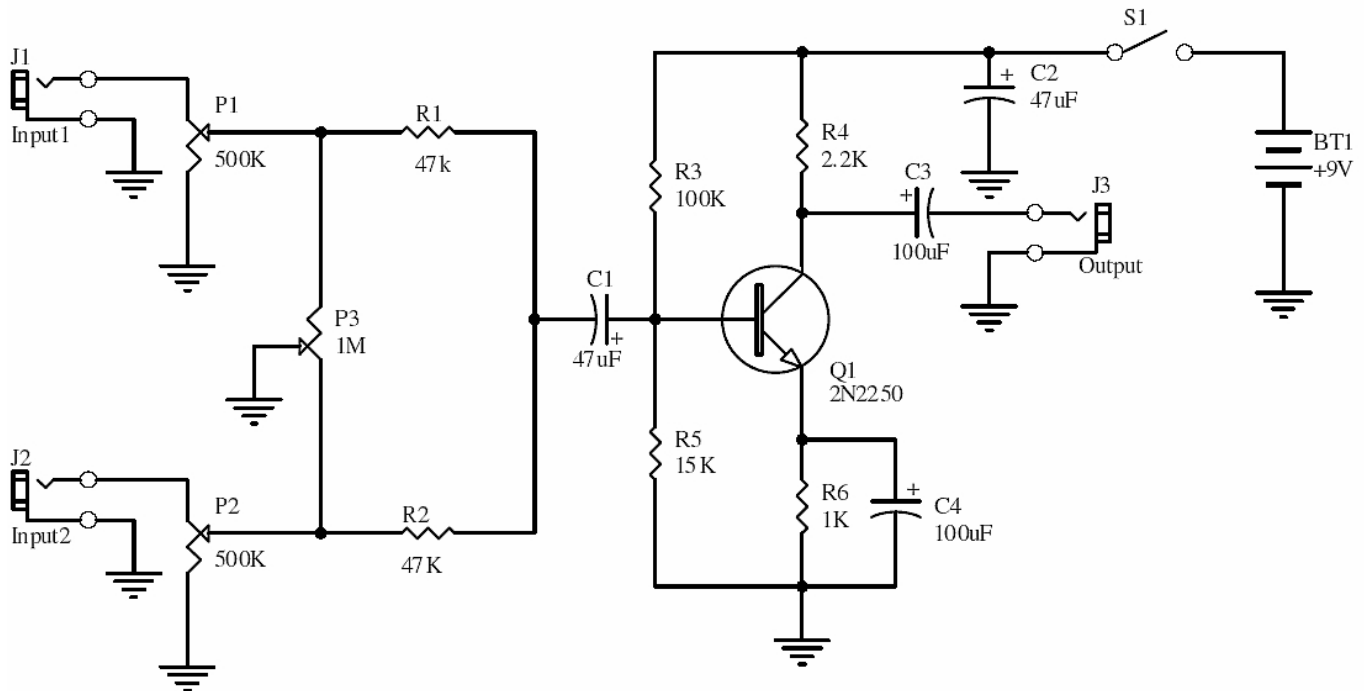 J1
Input1
P1
500K
R1
47k
P3
1M
J2
Input2
P2
500K
R2
47K
C1
+
47uF
R3
100K
R5
15K
R4
2.2K
C3
+
100uF
Q1
2N2250
R6
1K
+
C4
100uF
+
C2
47uF
S1
J3
Output
BT1
+9V